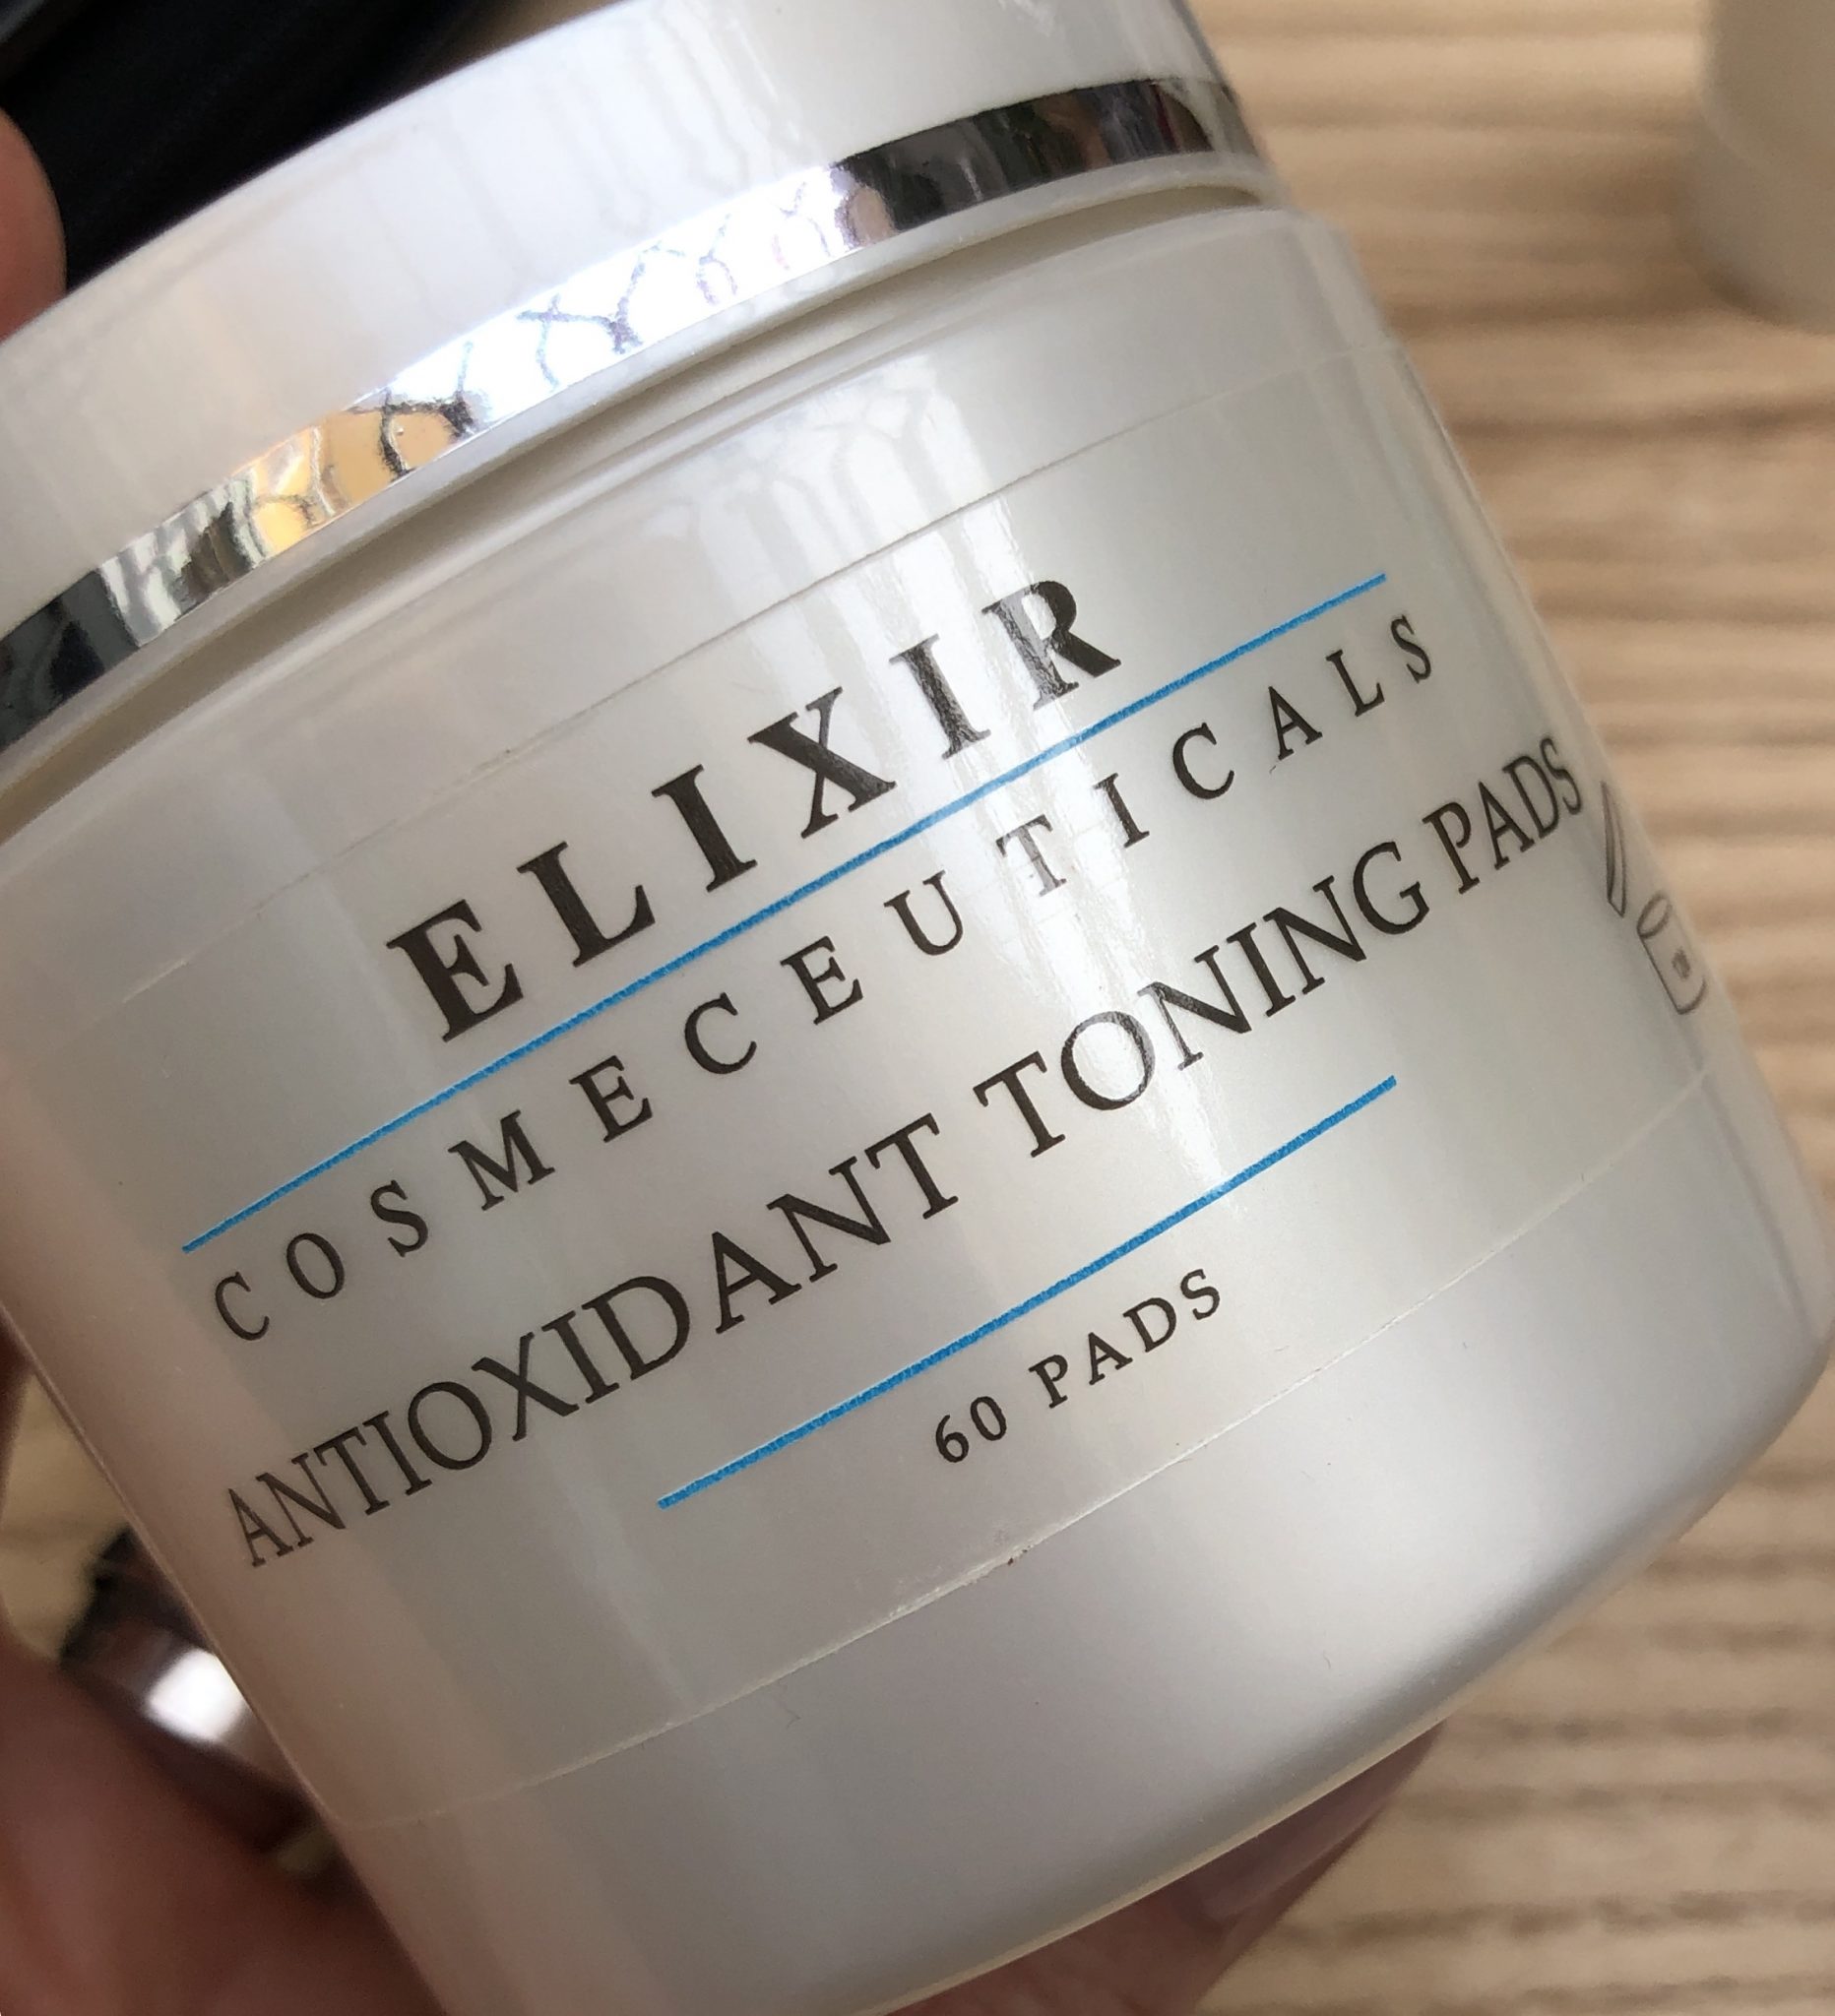 ELIXIR
COSMECEUTICALS
ANTIOXIDANT TONING PADS
60 PADS